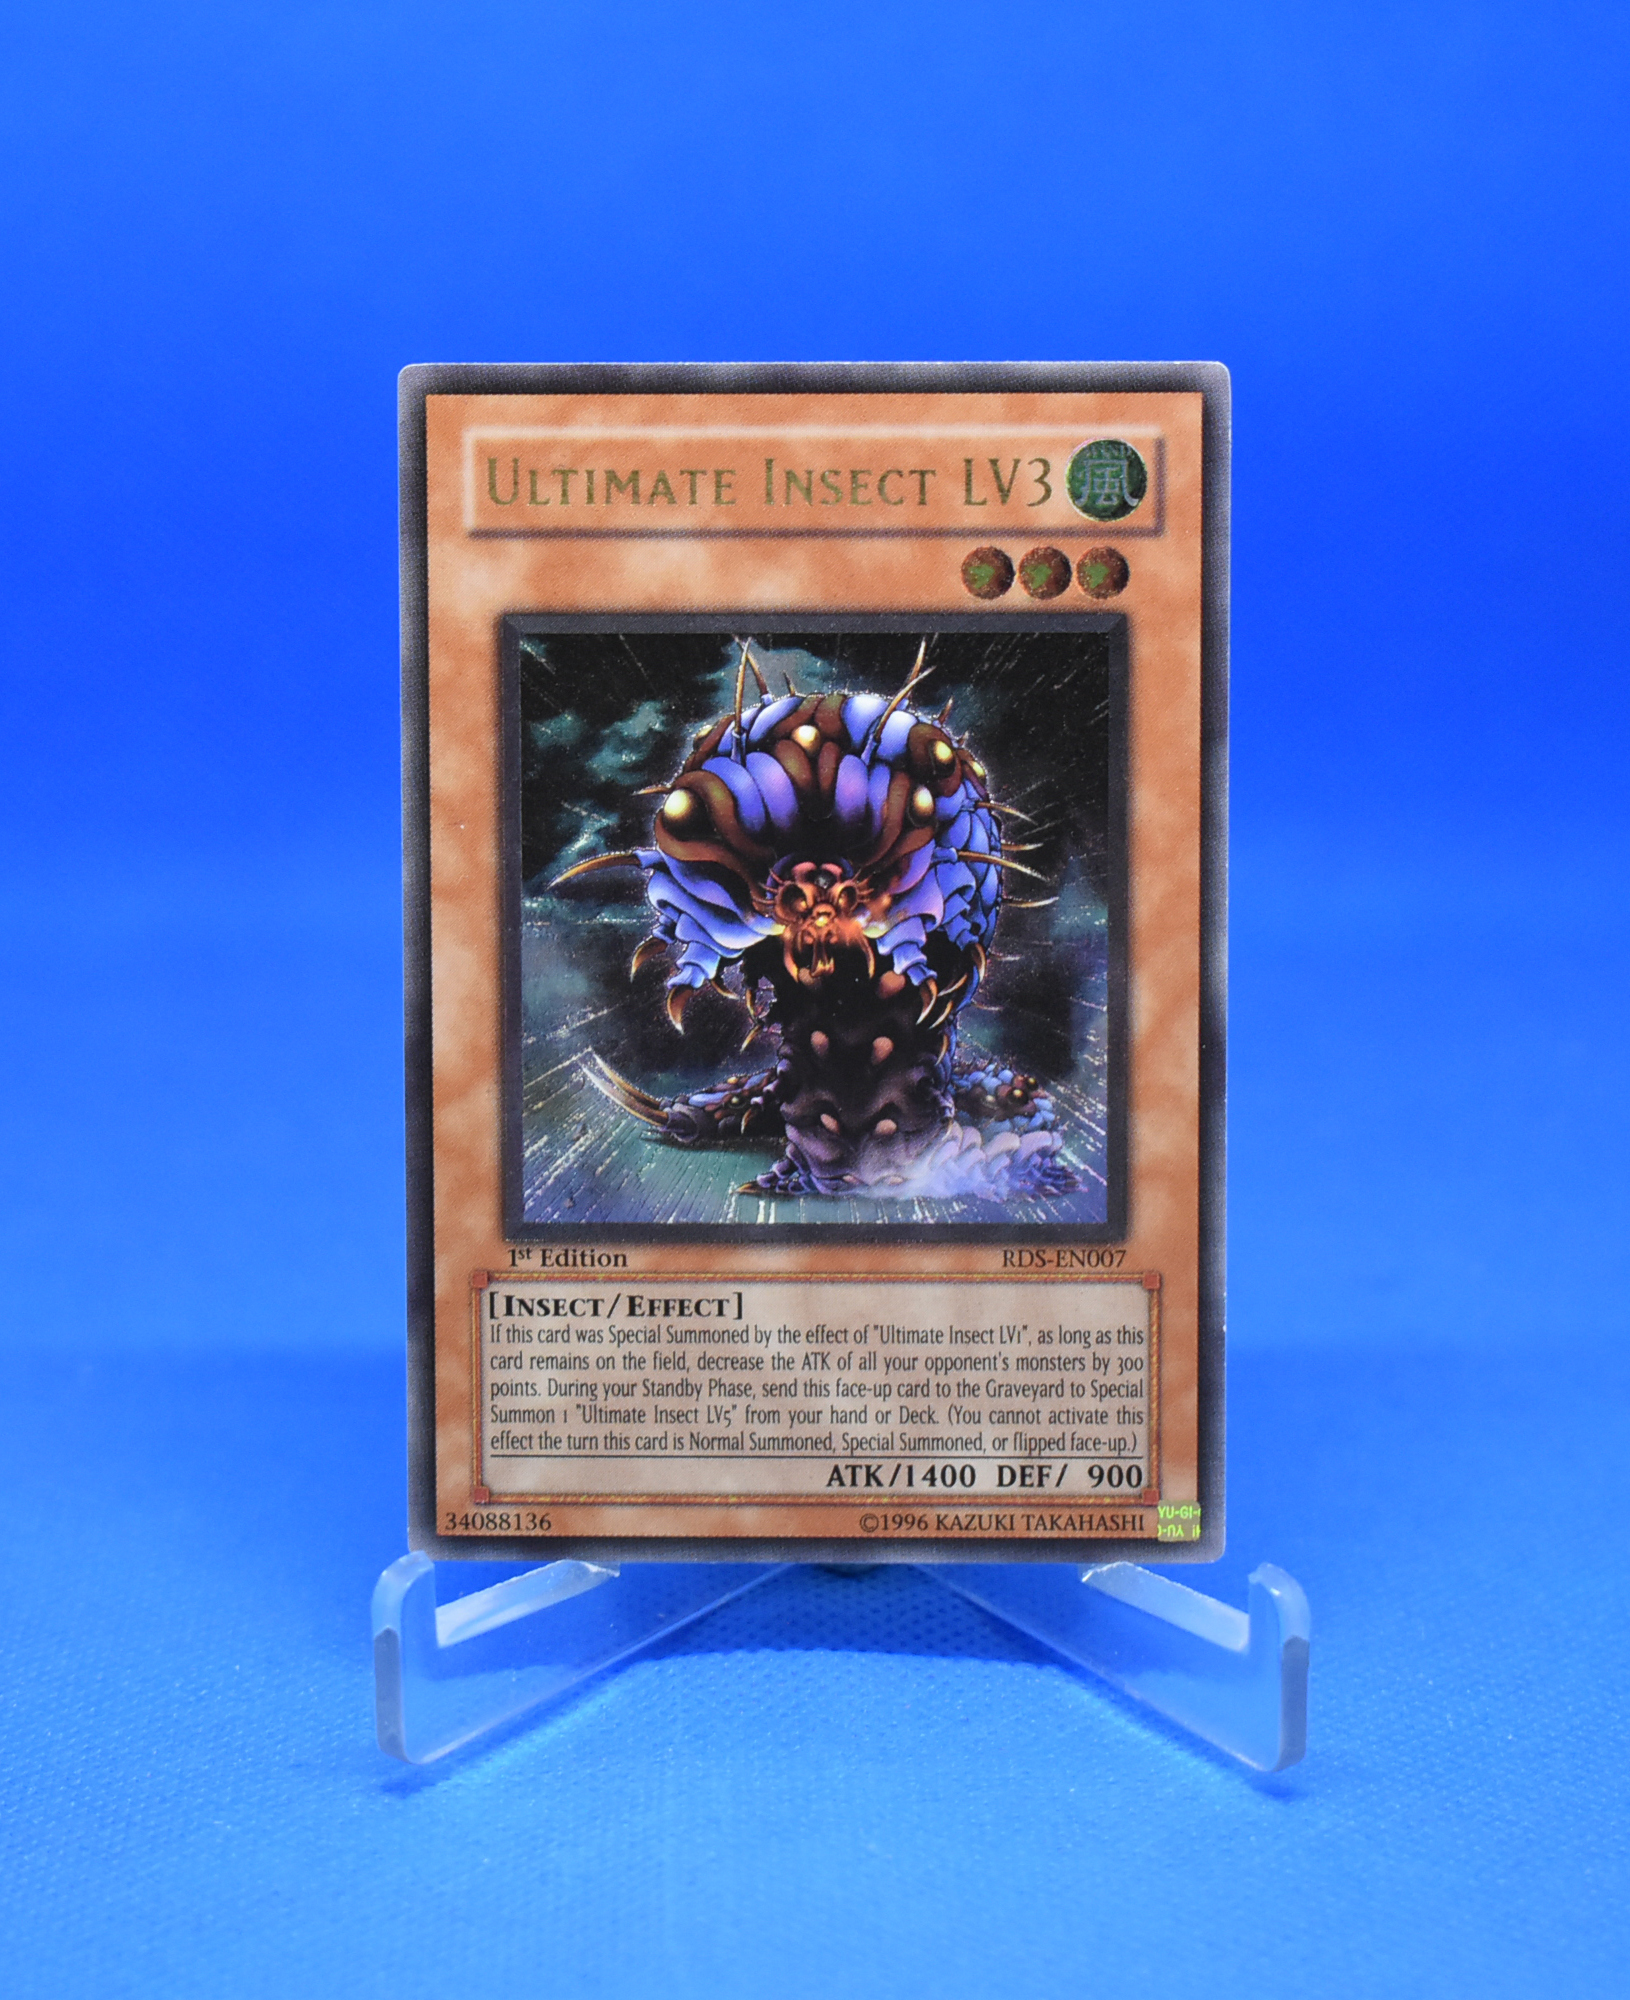 ULTIMATE INSECT LV3
風
1st Edition
RDS-EN007
[INSECT/EFFECT]
If this card was Special Summoned by the effect of "Ultimate Insect LV1", as long as this
card remains on the field, decrease the ATK of all your opponent's monsters by 300
points. During your Standby Phase, send this face-up card to the Graveyard to Special
Summon 1 "Ultimate Insect LV5" from your hand or Deck. (You cannot activate this
effect the turn this card is Normal Summoned, Special Summoned, or flipped face-up.)
ATK/1400 DEF/ 900
34088136
©1996 KAZUKI TAKAHASHI
YU-GI-